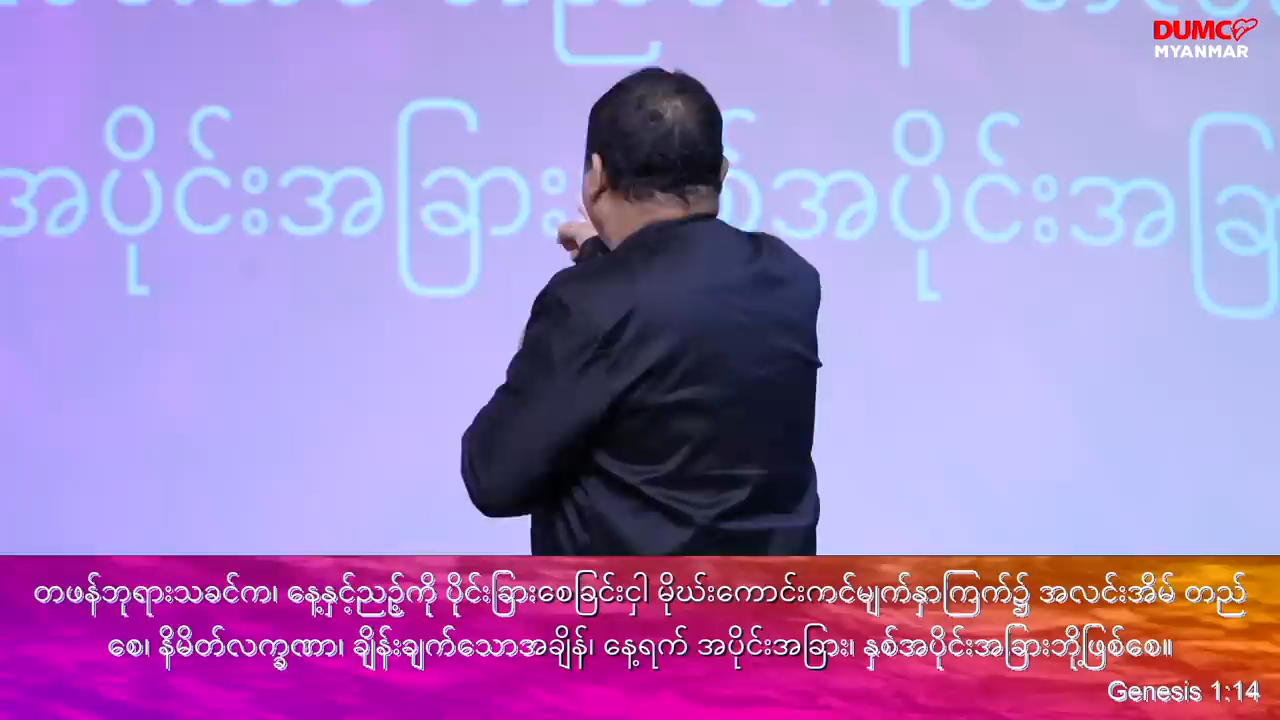 DUMC
MYANMAR
အပိုင်းအခြား နှစ်အပိုင်းအခြား
တဖန်ဘုရားသခင်က၊ နေ့နှင့်ညဉ့်ကို ပိုင်းခြားစေခြင်းငှါ မိုဃ်းကောင်းကင်မျက်နှာကြက်၌ အလင်းအိမ် တည်
စေ၊ နိမိတ်လက္ခဏာ၊ ချိန်းချက်သောအချိန်၊ နေ့ရက် အပိုင်းအခြား၊ နှစ်အပိုင်းအခြားဘို့ဖြစ်စေ။
Genesis 1:14